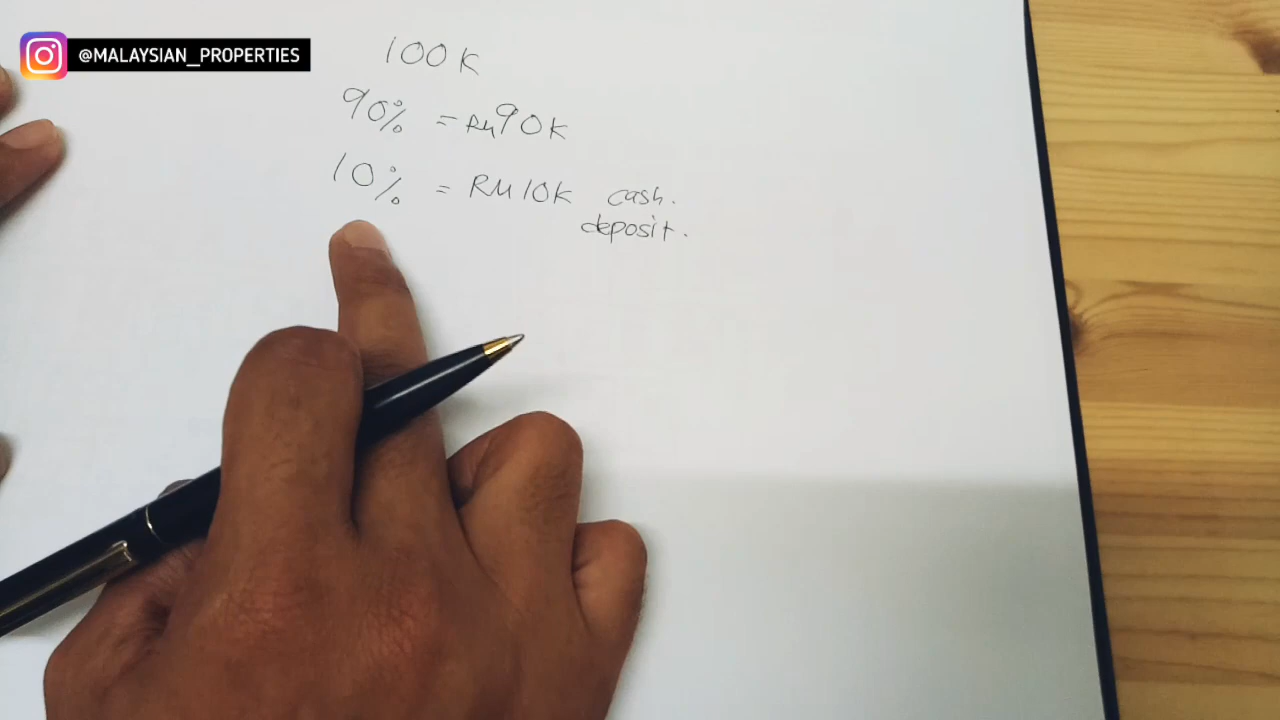 @MALAYSIAN_PROPERTIES
100K
90% = RM90K
10% = RM10K cash.
deposit.